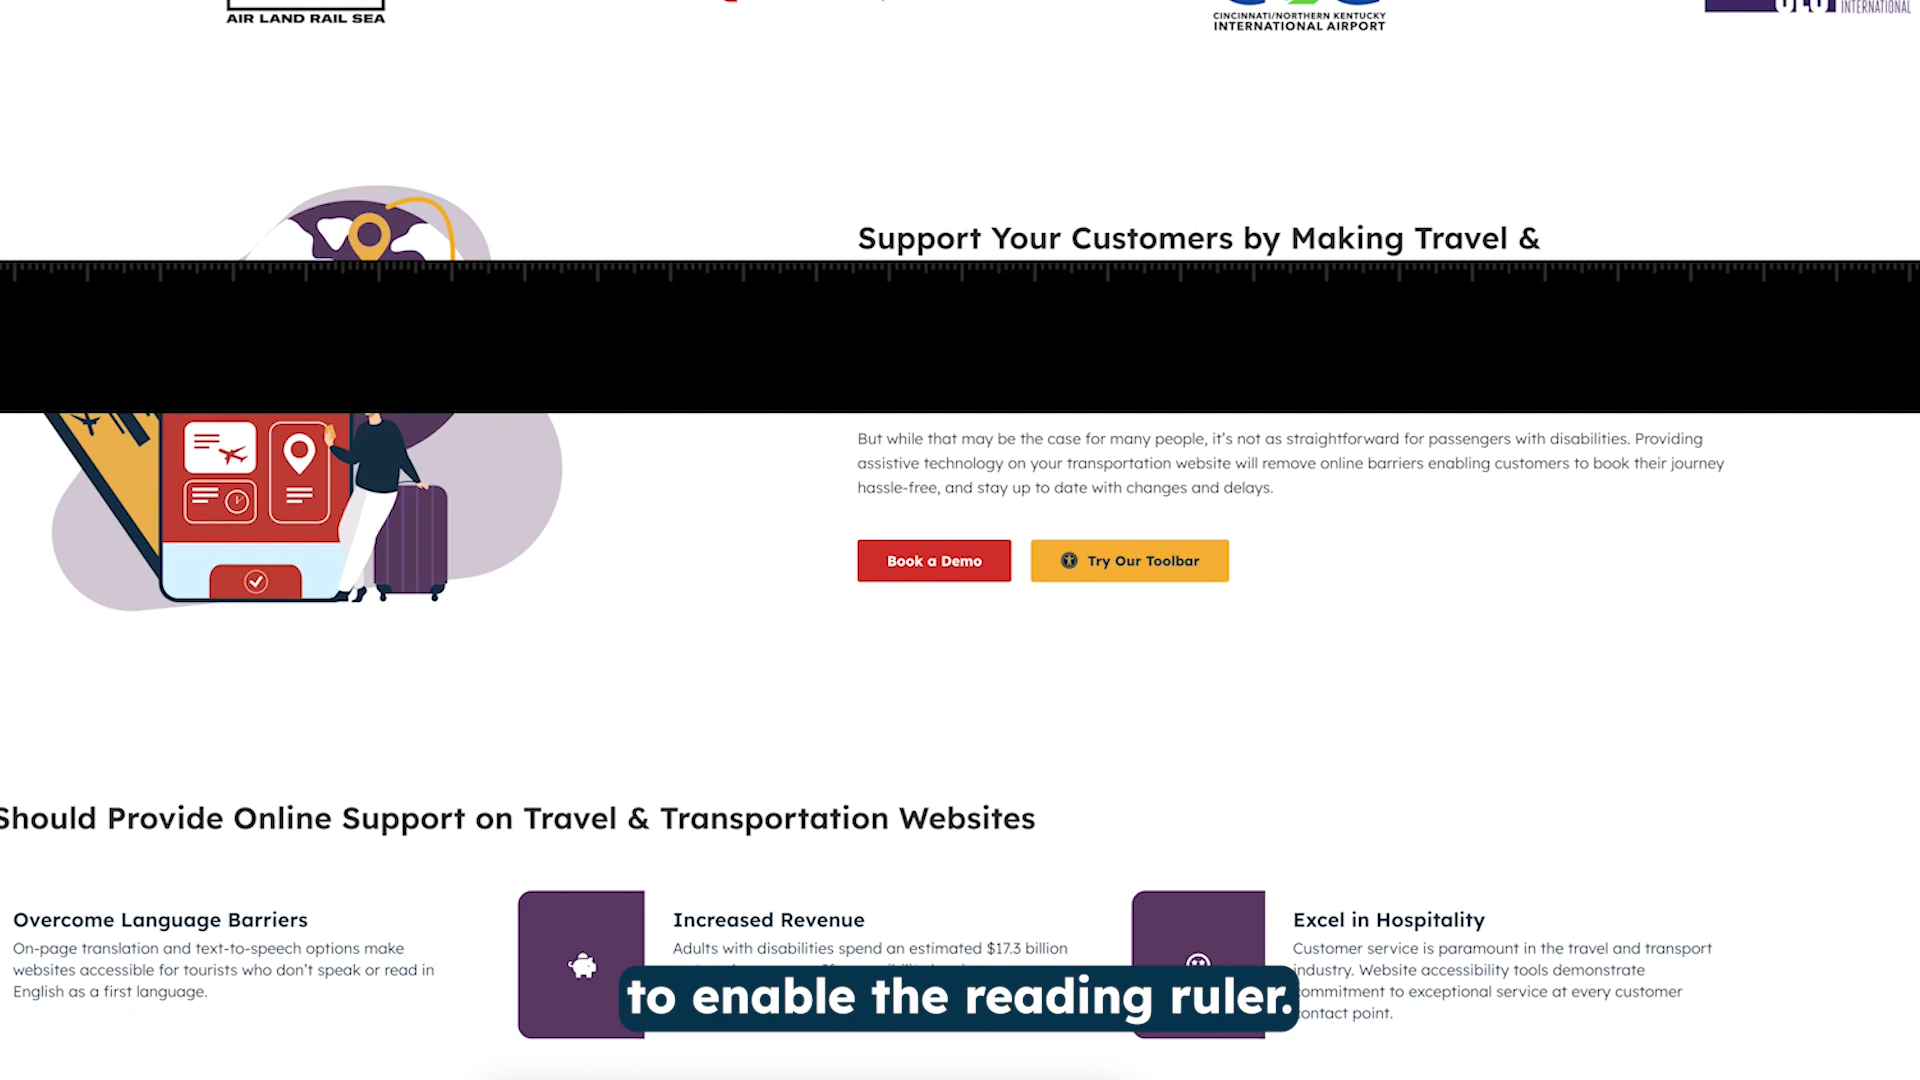 AIR LAND RAIL SEA
CINCINNATI/NORTHERN KENTUCKY
INTERNATIONAL AIRPORT
INTERNATIONAL
Support Your Customers by Making Travel &
But while that may be the case for many people, it’s not as straightforward for passengers with disabilities. Providing
assistive technology on your transportation website will remove online barriers enabling customers to book their journey
hassle-free, and stay up to date with changes and delays.
Book a Demo
Try Our Toolbar
Should Provide Online Support on Travel & Transportation Websites
Overcome Language Barriers
On-page translation and text-to-speech options make
websites accessible for tourists who don’t speak or read in
English as a first language.
Increased Revenue
Adults with disabilities spend an estimated $17.3 billion
Excel in Hospitality
Customer service is paramount in the travel and transport
industry. Website accessibility tools demonstrate
commitment to exceptional service at every customer
contact point.
to enable the reading ruler.